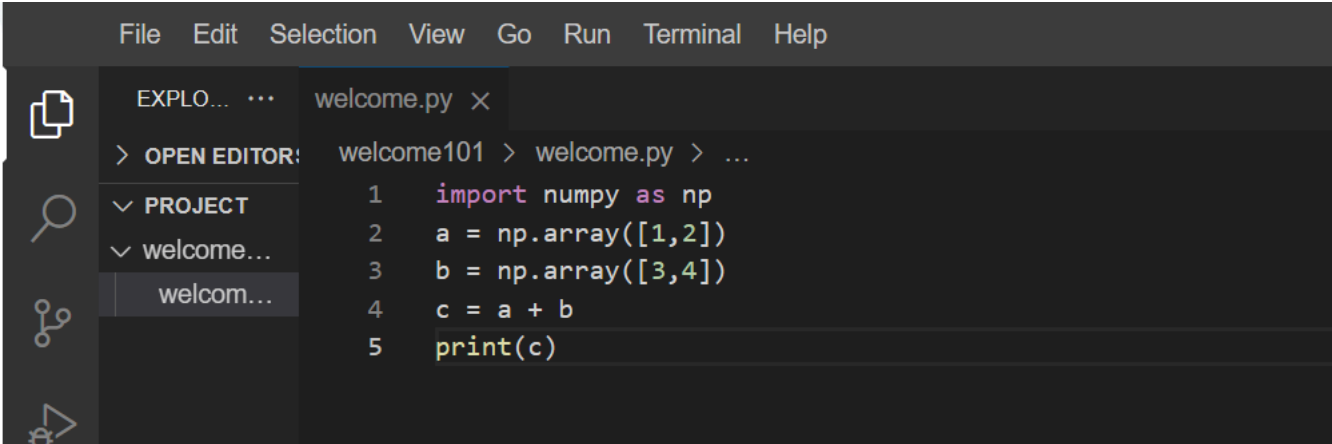 File Edit Selection View Go Run Terminal Help
EXPLO... ...
OPEN EDITORS
PROJECT
welcome...
welcom...
welcome.py ×
welcome101 > welcome.py > ...
1 import numpy as np
2 a = np.array([1,2])
3 b = np.array([3,4])
4 c = a + b
5 print(c)